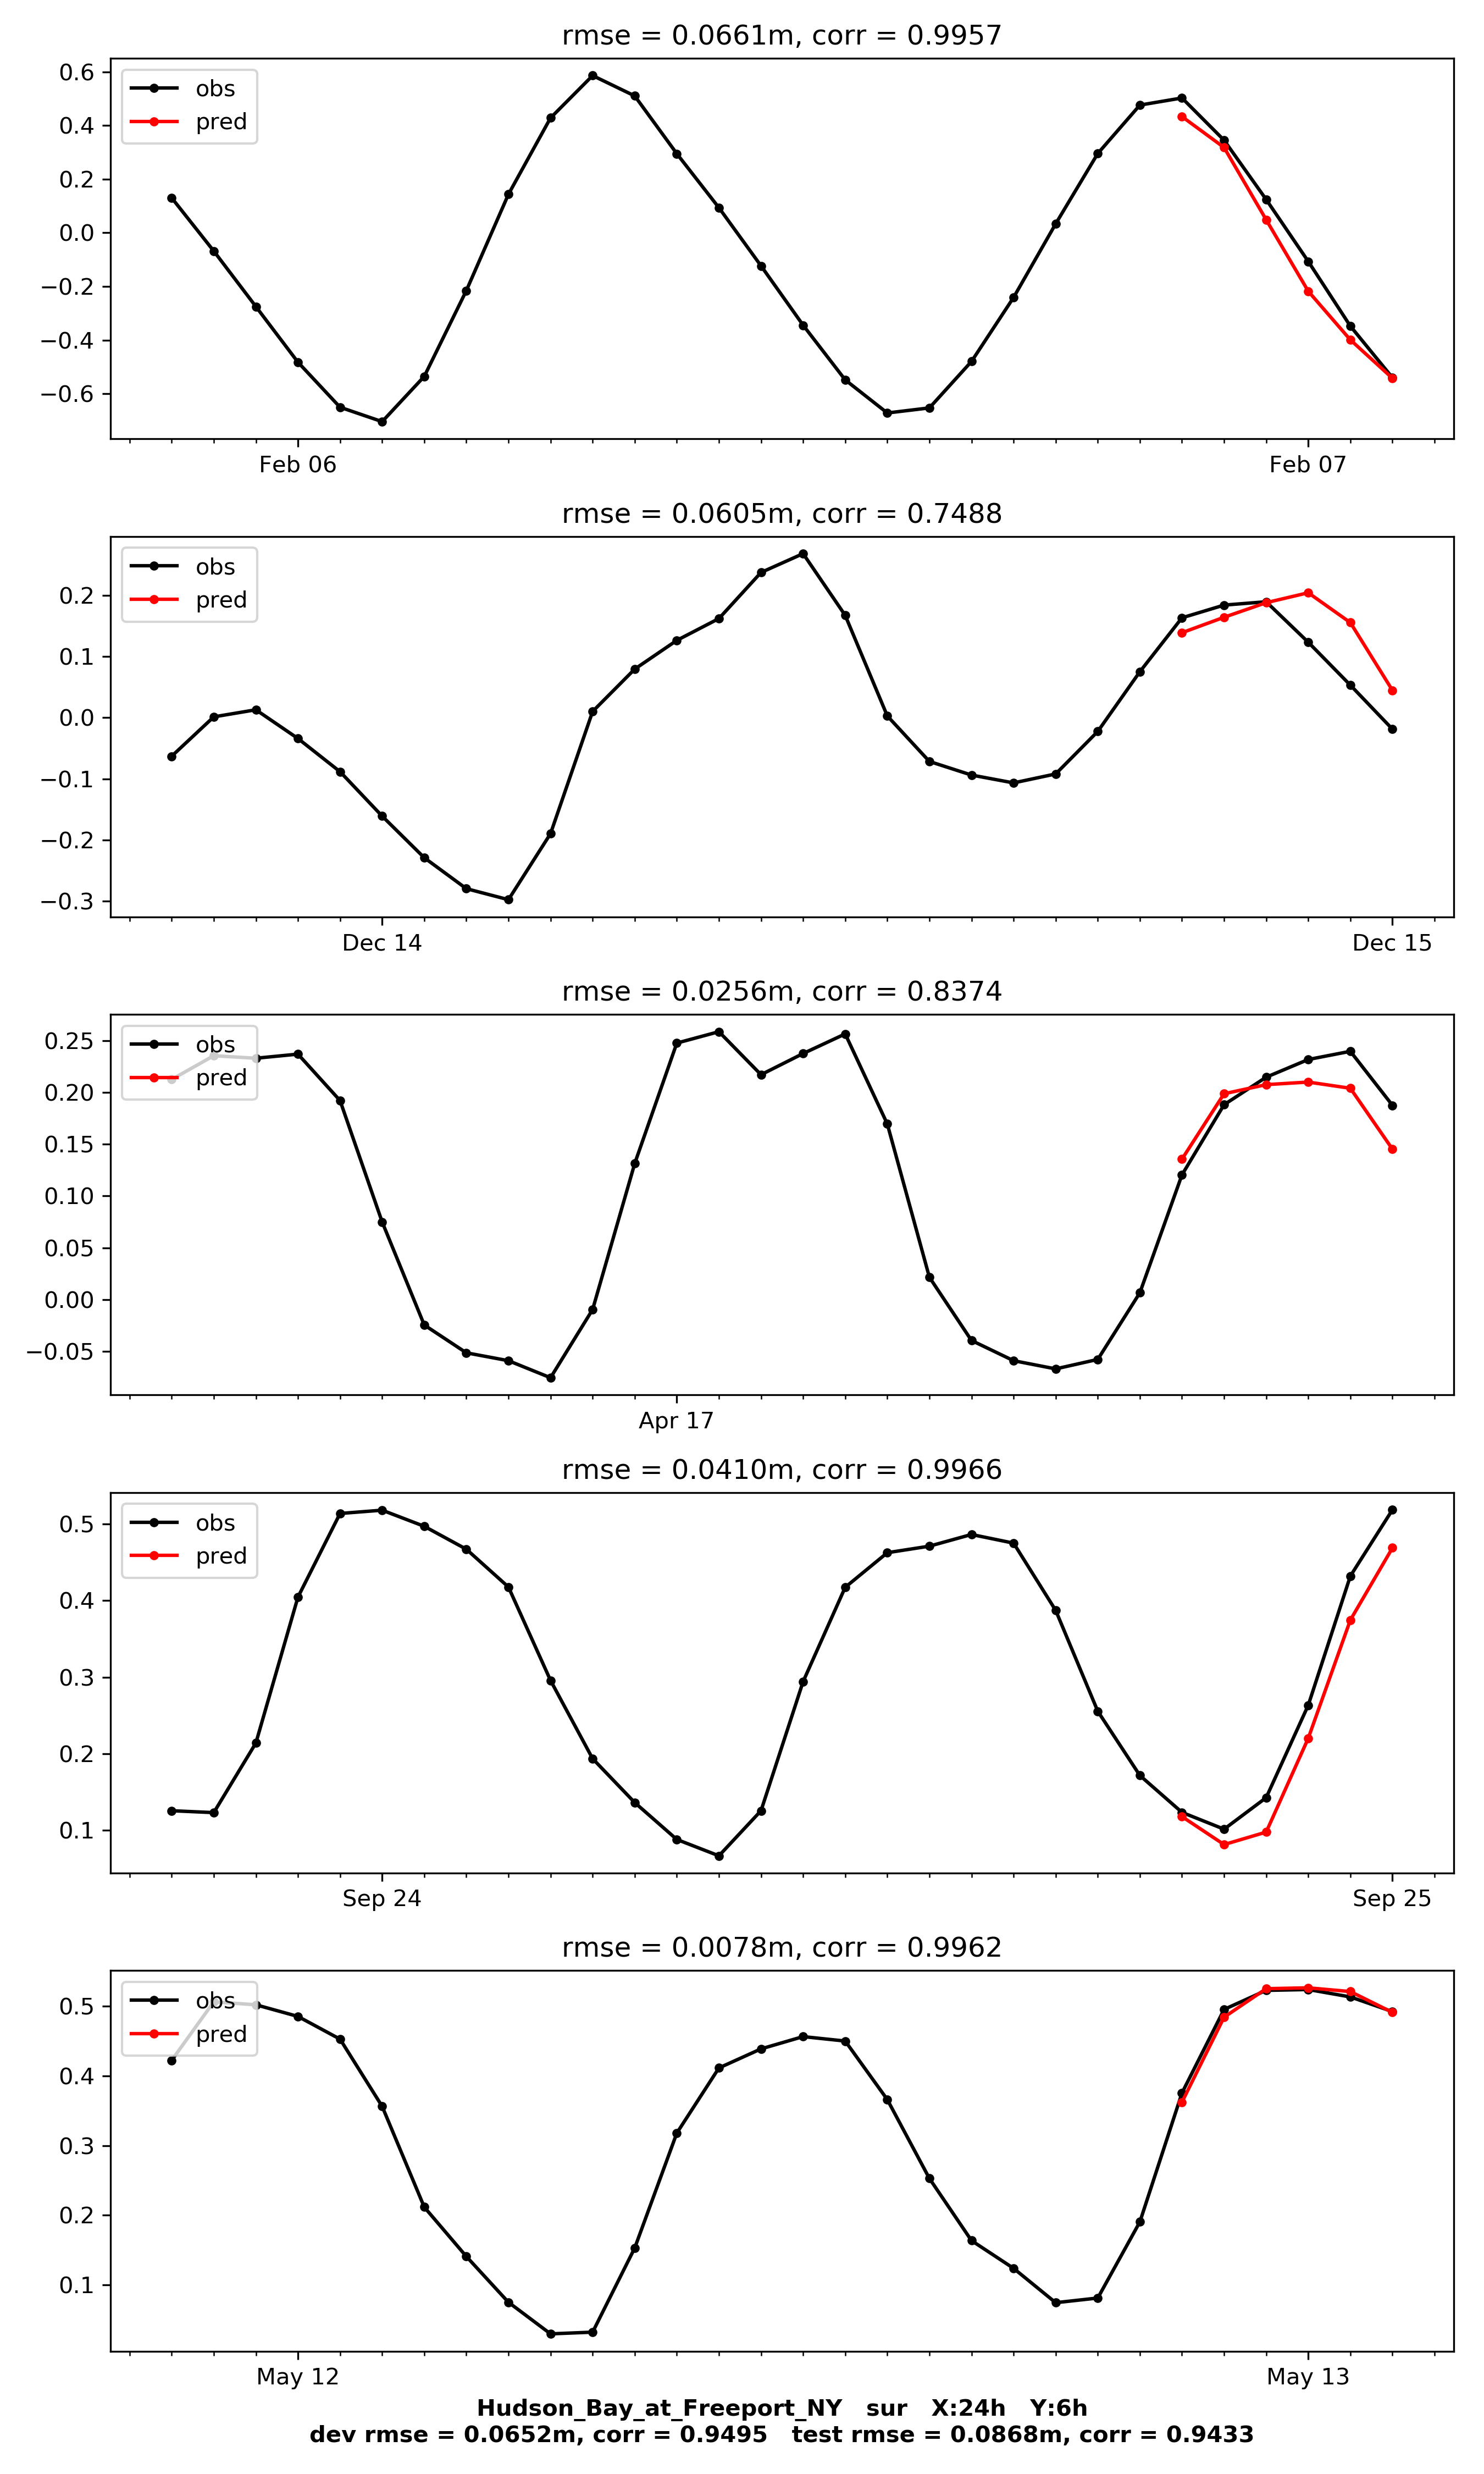 rmse = 0.0661m, corr = 0.9957
obs
pred
0.6
0.4
0.2
0.0
−0.2
−0.4
−0.6
Feb 06 Feb 07
rmse = 0.0605m, corr = 0.7488
obs
pred
0.2
0.1
0.0
−0.1
−0.2
−0.3
Dec 14 Dec 15
rmse = 0.0256m, corr = 0.8374
obs
pred
0.25
0.20
0.15
0.10
0.05
0.00
−0.05
Apr 17
rmse = 0.0410m, corr = 0.9966
obs
pred
0.5
0.4
0.3
0.2
0.1
Sep 24 Sep 25
rmse = 0.0078m, corr = 0.9962
obs
pred
0.5
0.4
0.3
0.2
0.1
May 12 May 13
Hudson_Bay_at_Freeport_NY sur X:24h Y:6h
dev rmse = 0.0652m, corr = 0.9495 test rmse = 0.0868m, corr = 0.9433